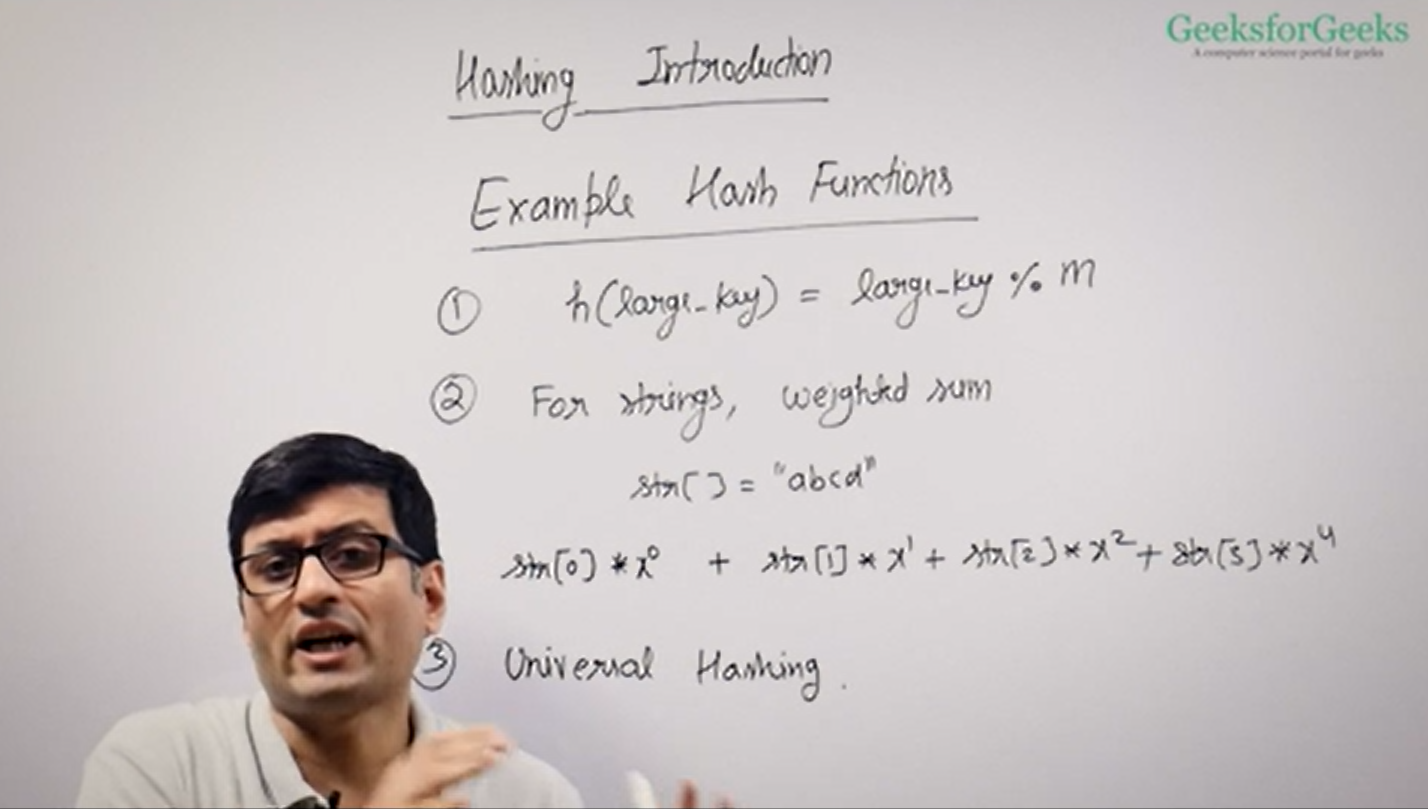 GeeksforGeeks
A computer science portal for geeks
Hashing Introduction
Example Hash Functions
① h(large_key) = large_key % m
② For strings, weighted sum
str[] = "abcd"
str[0] * x⁰ + str[1] * x¹ + str[2] * x² + str[3] * x⁴
③ Universal Hashing.